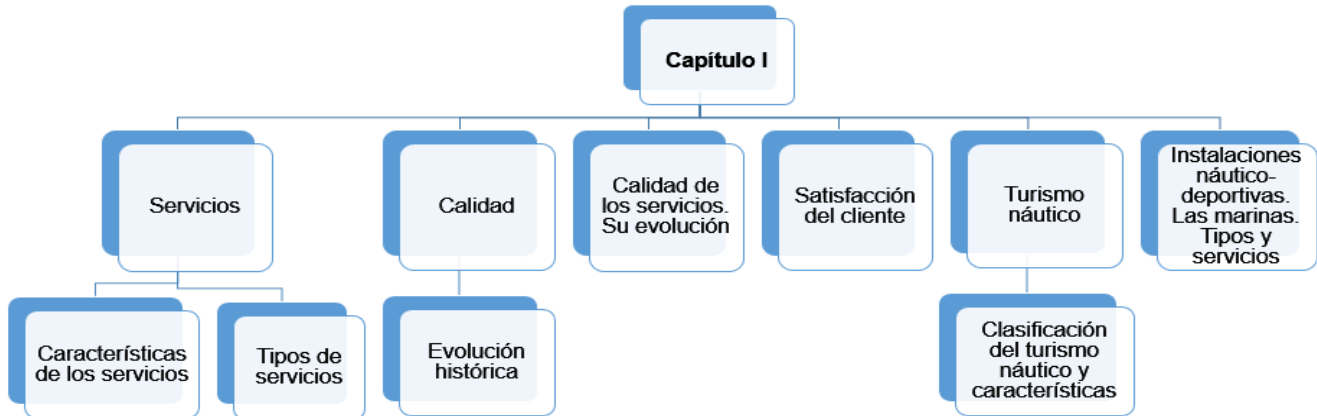 Capítulo I
Servicios
Calidad
Calidad de
los servicios.
Su evolución
Satisfacción
del cliente
Turismo
náutico
Instalaciones
náutico-
deportivas.
Las marinas.
Tipos y
servicios
Características
de los servicios
Tipos de
servicios
Evolución
histórica
Clasificación
del turismo
náutico y
características